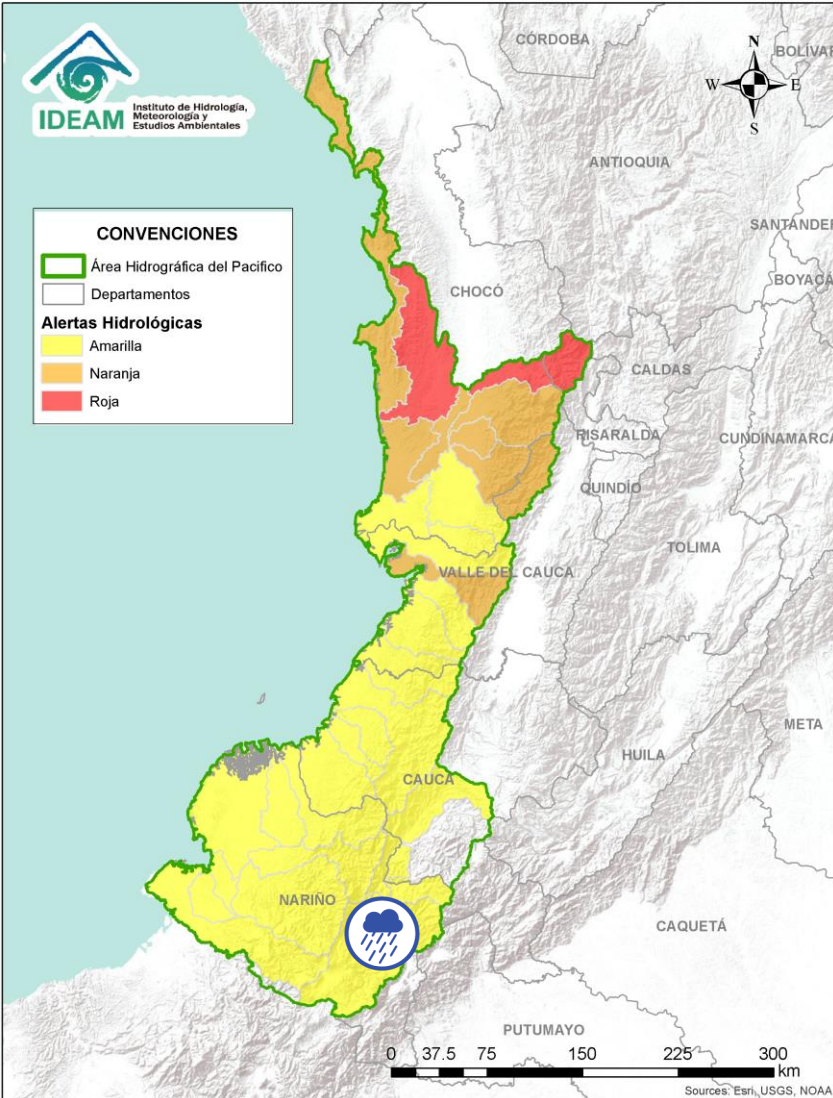 IDEAM
Instituto de Hidrología,
Meteorología y
Estudios Ambientales
N
W
E
S
CONVENCIONES
Área Hidrográfica del Pacifico
Departamentos
Alertas Hidrológicas
Amarilla
Naranja
Roja
CÓRDOBA
BOLÍVAR
ANTIOQUIA
SANTANDER
BOYACÁ
CHOCÓ
CALDAS
RISARALDA
CUNDINAMARCA
QUINDÍO
TOLIMA
VALLE DEL CAUCA
META
HUILA
CAUCA
NARIÑO
CAQUETÁ
PUTUMAYO
0 37.5 75 150 225 300
km
Sources: Esri, USGS, NOAA